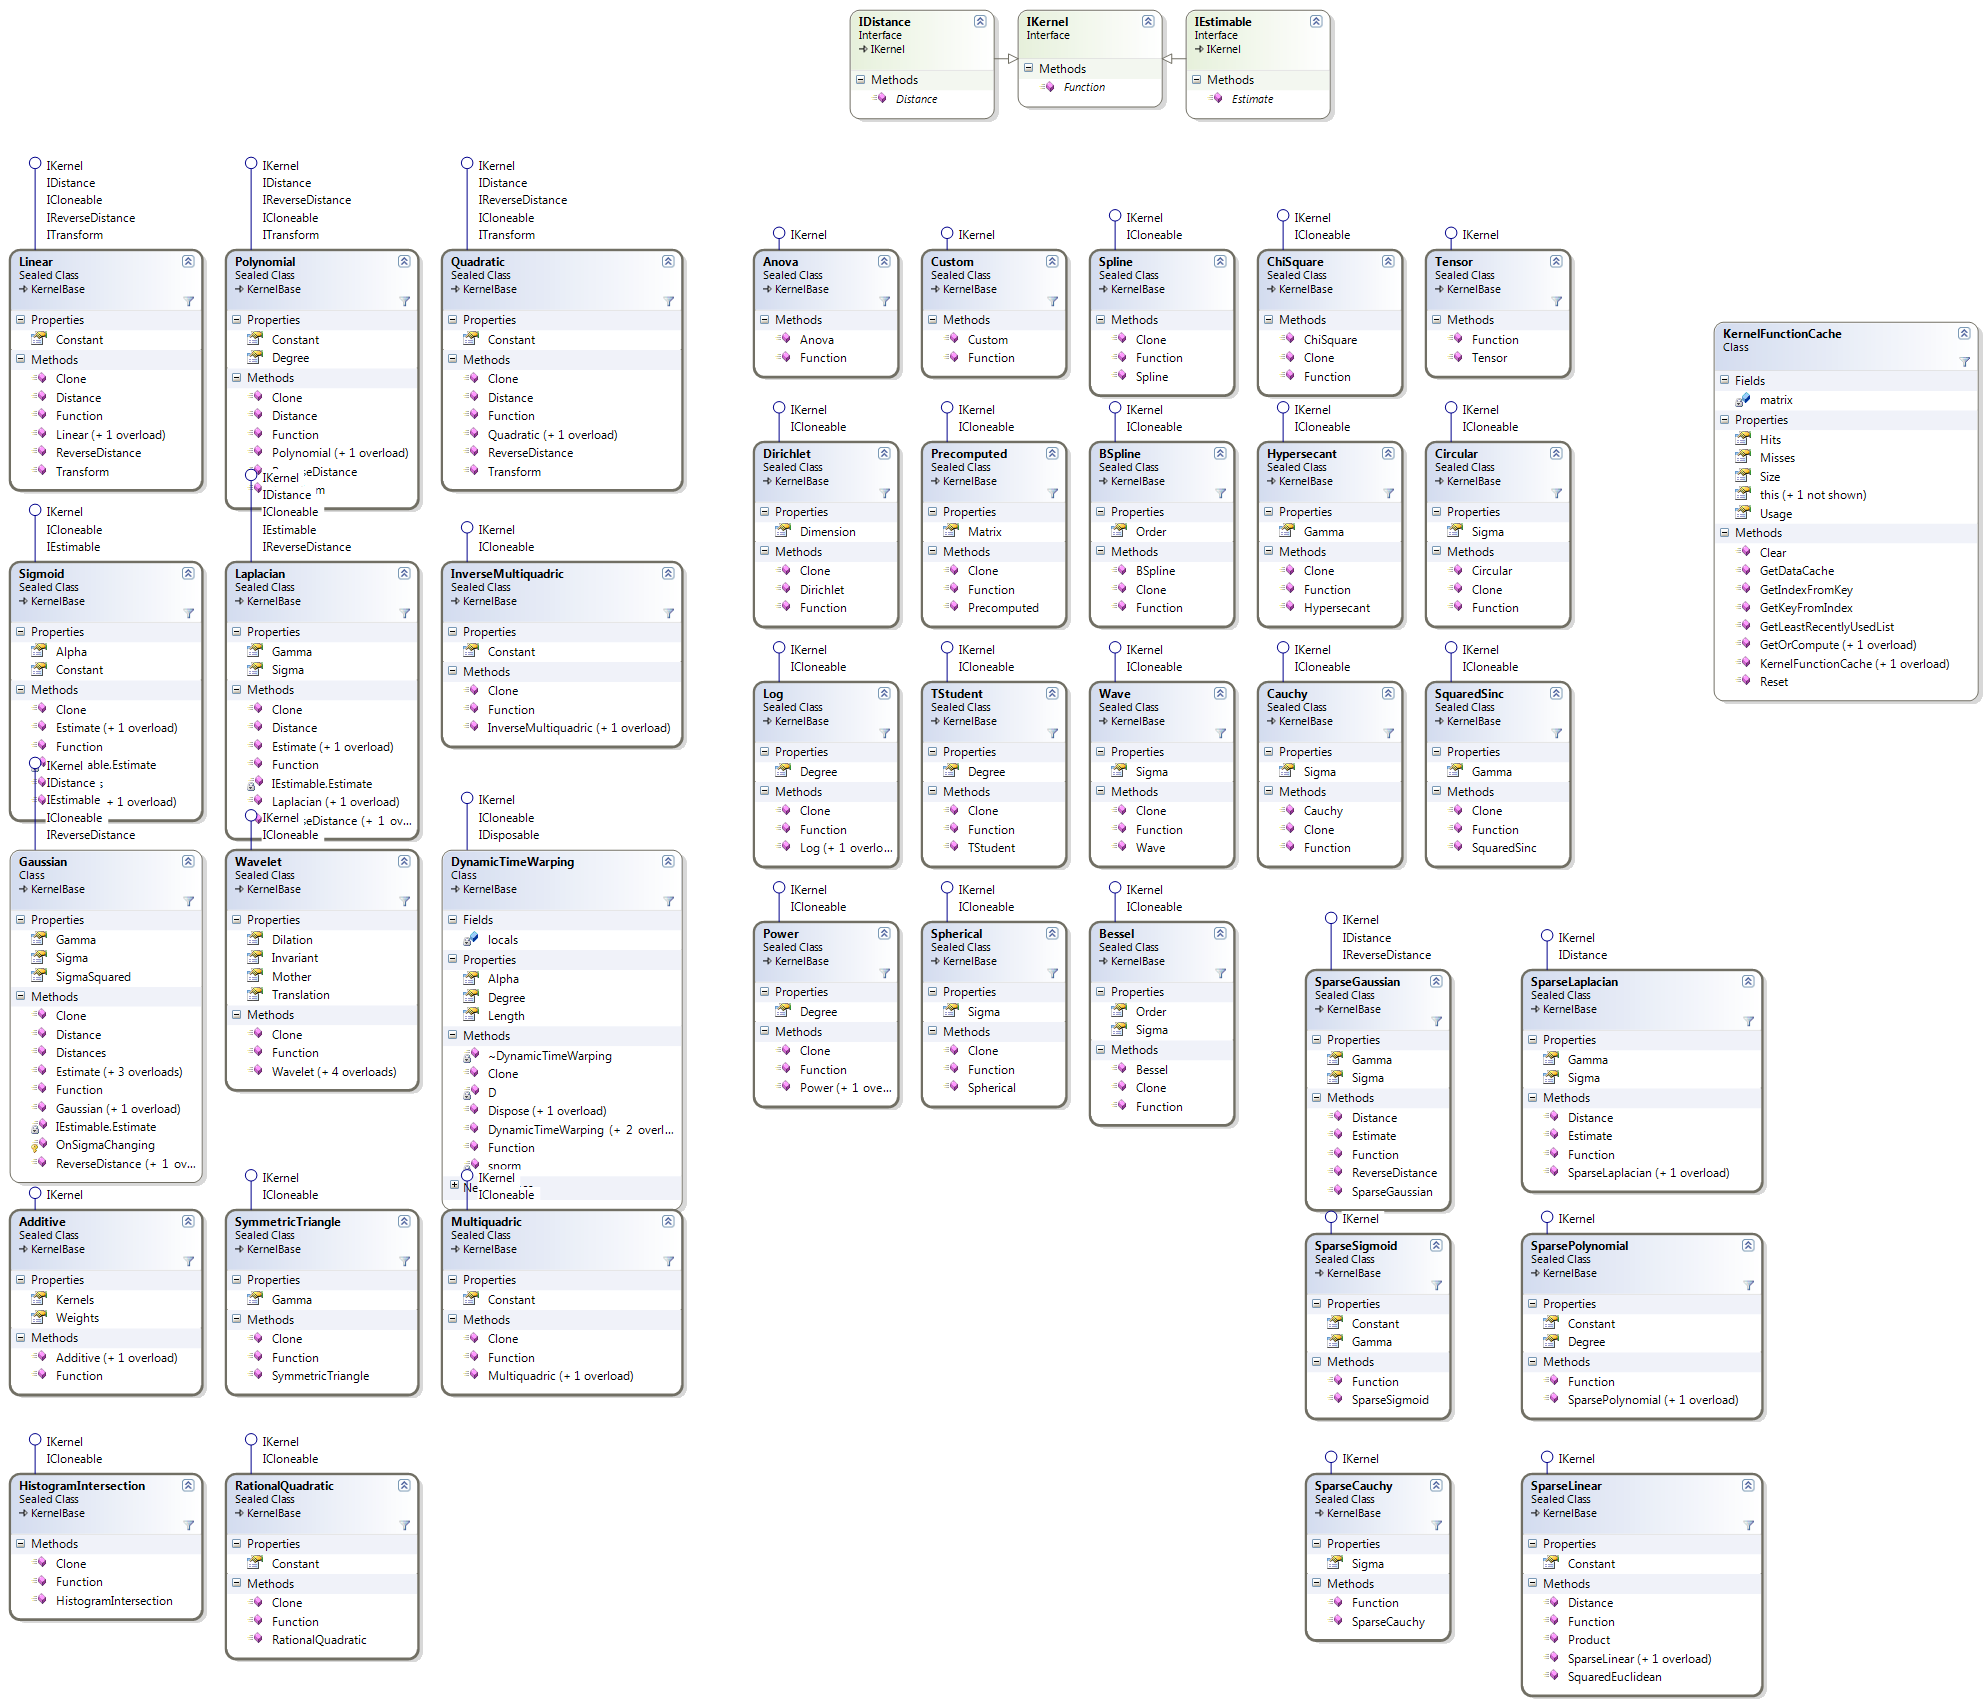 IDistance
Interface
IKernel
Methods
Distance
IKernel
Interface
Methods
Function
IEstimable
Interface
IKernel
Methods
Estimate
IKernel
IDistance
ICloneable
IReverseDistance
ITransform
Linear
Sealed Class
KernelBase
Properties
Constant
Methods
Clone
Distance
Function
Linear (+ 1 overload)
ReverseDistance
Transform
IKernel
IDistance
IReverseDistance
ICloneable
ITransform
Polynomial
Sealed Class
KernelBase
Properties
Constant
Degree
Methods
Clone
Distance
Function
Polynomial (+ 1 overload)
IKernel
IDistance
IReverseDistance
ICloneable
ITransform
Quadratic
Sealed Class
KernelBase
Properties
Constant
Methods
Clone
Distance
Function
Quadratic (+ 1 overload)
ReverseDistance
Transform
IKernel
Anova
Sealed Class
KernelBase
Methods
Anova
Function
IKernel
Custom
Sealed Class
KernelBase
Methods
Custom
Function
IKernel
ICloneable
Spline
Sealed Class
KernelBase
Methods
Clone
Function
Spline
IKernel
ICloneable
ChiSquare
Sealed Class
KernelBase
Methods
ChiSquare
Clone
Function
IKernel
Tensor
Sealed Class
KernelBase
Methods
Function
Tensor
KernelFunctionCache
Class
Fields
matrix
Properties
Hits
Misses
Size
this (+ 1 not shown)
Usage
Methods
Clear
GetDataCache
GetIndexFromKey
GetKeyFromIndex
GetLeastRecentlyUsedList
GetOrCompute (+ 1 overload)
KernelFunctionCache (+ 1 overload)
Reset
IKernel
ICloneable
Dirichlet
Sealed Class
KernelBase
Properties
Dimension
Methods
Clone
Dirichlet
Function
IKernel
ICloneable
Precomputed
Sealed Class
KernelBase
Properties
Matrix
Methods
Clone
Function
Precomputed
IKernel
ICloneable
BSpline
Sealed Class
KernelBase
Properties
Order
Methods
BSpline
Clone
Function
IKernel
ICloneable
Hypersecant
Sealed Class
KernelBase
Properties
Gamma
Methods
Clone
Function
Hypersecant
IKernel
ICloneable
Circular
Sealed Class
KernelBase
Properties
Sigma
Methods
Circular
Clone
Function
IKernel
ICloneable
IEstimable
Sigmoid
Sealed Class
KernelBase
Properties
Alpha
Constant
Methods
Clone
Estimate (+ 1 overload)
Function
able.Estimate
+ 1 overload)
IKernel
IDistance
ICloneable
IEstimable
IReverseDistance
Laplacian
Sealed Class
KernelBase
Properties
Gamma
Sigma
Methods
Clone
Distance
Estimate (+ 1 overload)
Function
IEstimable.Estimate
Laplacian (+ 1 overload)
seDistance (+ 1 ov...
IKernel
ICloneable
InverseMultiquadric
Sealed Class
KernelBase
Properties
Constant
Methods
Clone
Function
InverseMultiquadric (+ 1 overload)
IKernel
ICloneable
Log
Sealed Class
KernelBase
Properties
Degree
Methods
Clone
Function
Log (+ 1 overlo...
IKernel
ICloneable
TStudent
Sealed Class
KernelBase
Properties
Degree
Methods
Clone
Function
TStudent
IKernel
ICloneable
Wave
Sealed Class
KernelBase
Properties
Sigma
Methods
Clone
Function
Wave
IKernel
ICloneable
Cauchy
Sealed Class
KernelBase
Properties
Sigma
Methods
Cauchy
Clone
Function
IKernel
ICloneable
SquaredSinc
Sealed Class
KernelBase
Properties
Gamma
Methods
Clone
Function
SquaredSinc
IKernel
IDistance
IEstimable
ICloneable
IReverseDistance
Gaussian
Class
KernelBase
Properties
Gamma
Sigma
SigmaSquared
Methods
Clone
Distance
Distances
Estimate (+ 3 overloads)
Function
Gaussian (+ 1 overload)
IEstimable.Estimate
OnSigmaChanging
ReverseDistance (+ 1 ov...
IKernel
ICloneable
Wavelet
Sealed Class
KernelBase
Properties
Dilation
Invariant
Mother
Translation
Methods
Clone
Function
Wavelet (+ 4 overloads)
IKernel
ICloneable
IDisposable
DynamicTimeWarping
Class
KernelBase
Fields
locals
Properties
Alpha
Degree
Length
Methods
~DynamicTimeWarping
Clone
D
Dispose (+ 1 overload)
DynamicTimeWarping (+ 2 overl...
Function
snorm
IKernel
ICloneable
Power
Sealed Class
KernelBase
Properties
Degree
Methods
Clone
Function
Power (+ 1 ove...
IKernel
ICloneable
Spherical
Sealed Class
KernelBase
Properties
Sigma
Methods
Clone
Function
Spherical
IKernel
ICloneable
Bessel
Sealed Class
KernelBase
Properties
Order
Sigma
Methods
Bessel
Clone
Function
IKernel
IDistance
IReverseDistance
SparseGaussian
Sealed Class
KernelBase
Properties
Gamma
Sigma
Methods
Distance
Estimate
Function
ReverseDistance
SparseGaussian
IKernel
IDistance
SparseLaplacian
Sealed Class
KernelBase
Properties
Gamma
Sigma
Methods
Distance
Estimate
Function
SparseLaplacian (+ 1 overload)
IKernel
Additive
Sealed Class
KernelBase
Properties
Kernels
Weights
Methods
Additive (+ 1 overload)
Function
IKernel
ICloneable
SymmetricTriangle
Sealed Class
KernelBase
Properties
Gamma
Methods
Clone
Function
SymmetricTriangle
IKernel
ICloneable
Multiquadric
Sealed Class
KernelBase
Properties
Constant
Methods
Clone
Function
Multiquadric (+ 1 overload)
IKernel
SparseSigmoid
Sealed Class
KernelBase
Properties
Constant
Gamma
Methods
Function
SparseSigmoid
IKernel
SparsePolynomial
Sealed Class
KernelBase
Properties
Constant
Degree
Methods
Function
SparsePolynomial (+ 1 overload)
IKernel
ICloneable
HistogramIntersection
Sealed Class
KernelBase
Methods
Clone
Function
HistogramIntersection
IKernel
ICloneable
RationalQuadratic
Sealed Class
KernelBase
Properties
Constant
Methods
Clone
Function
RationalQuadratic
IKernel
SparseCauchy
Sealed Class
KernelBase
Properties
Sigma
Methods
Function
SparseCauchy
IKernel
SparseLinear
Sealed Class
KernelBase
Properties
Constant
Methods
Distance
Function
Product
SparseLinear (+ 1 overload)
SquaredEuclidean